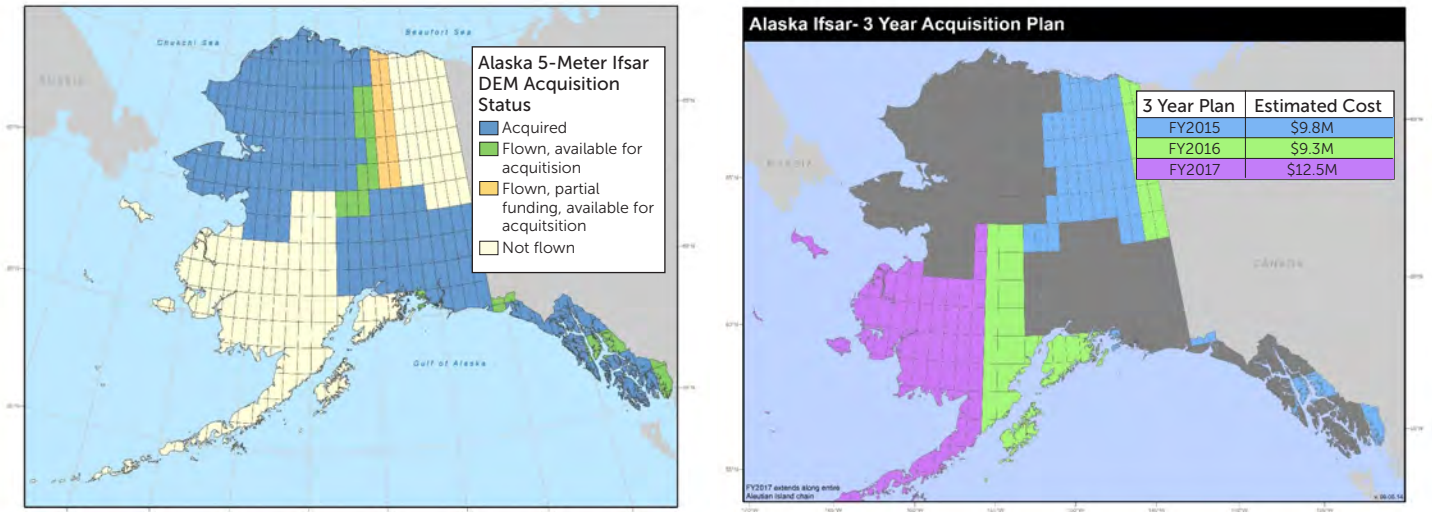 Chukchi Sea
Beaufort Sea
RUSSIA
Alaska 5-Meter Ifsar
DEM Acquisition
Status
Acquired
Flown, available for
acquitision
Flown, partial
funding, available for
acquitsition
Not flown
Gulf of Alaska
Alaska Ifsar- 3 Year Acquisition Plan
3 Year Plan Estimated Cost
FY2015 $9.8M
FY2016 $9.3M
FY2017 $12.5M
CANADA
FY2017 extends along entire
Aleutian Island chain